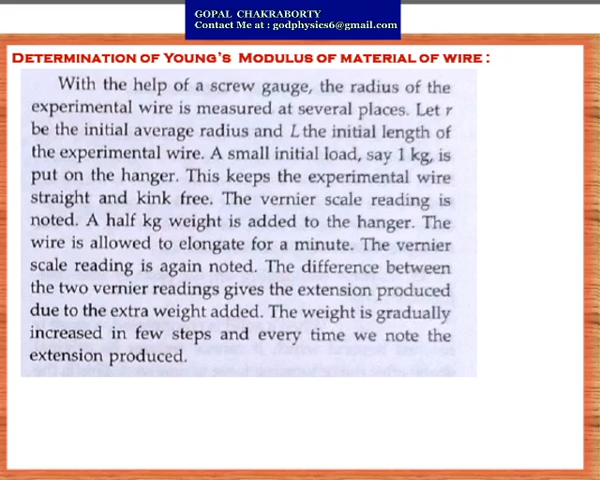 GOPAL CHAKRABORTY
Contact Me at : godphysics6@gmail.com
DETERMINATION OF YOUNG'S MODULUS OF MATERIAL OF WIRE :
With the help of a screw gauge, the radius of the
experimental wire is measured at several places. Let r
be the initial average radius and L the initial length of
the experimental wire. A small initial load, say 1 kg, is
put on the hanger. This keeps the experimental wire
straight and kink free. The vernier scale reading is
noted. A half kg weight is added to the hanger. The
wire is allowed to elongate for a minute. The vernier
scale reading is again noted. The difference between
the two vernier readings gives the extension produced
due to the extra weight added. The weight is gradually
increased in few steps and every time we note the
extension produced.